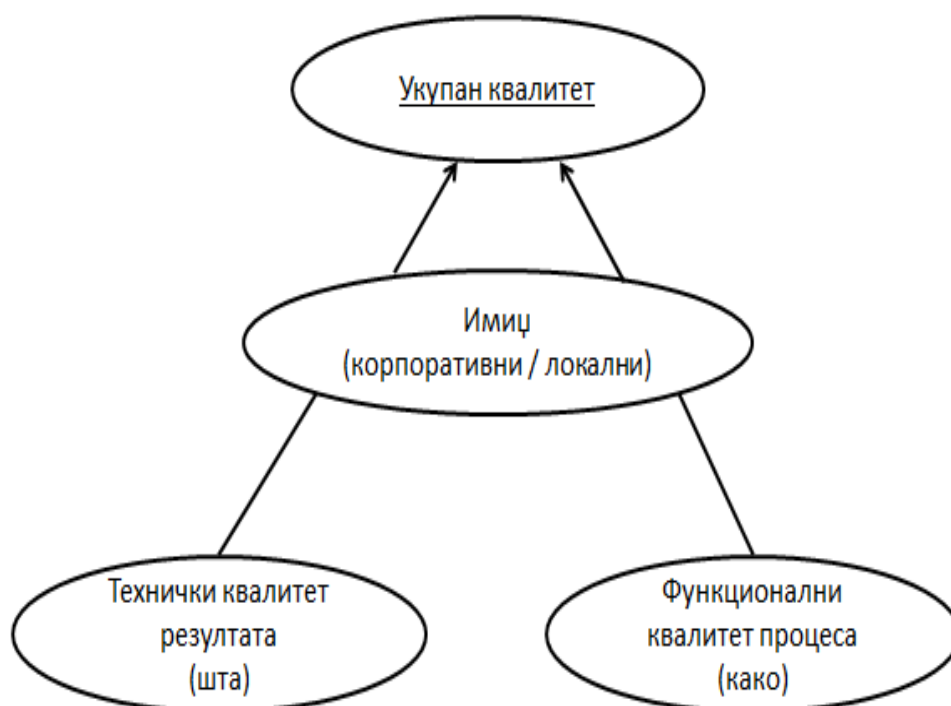 Укупан квалитет
Имиџ
(корпоративни / локални)
Технички квалитет
резултата
(шта)
Функционални
квалитет процеса
(како)